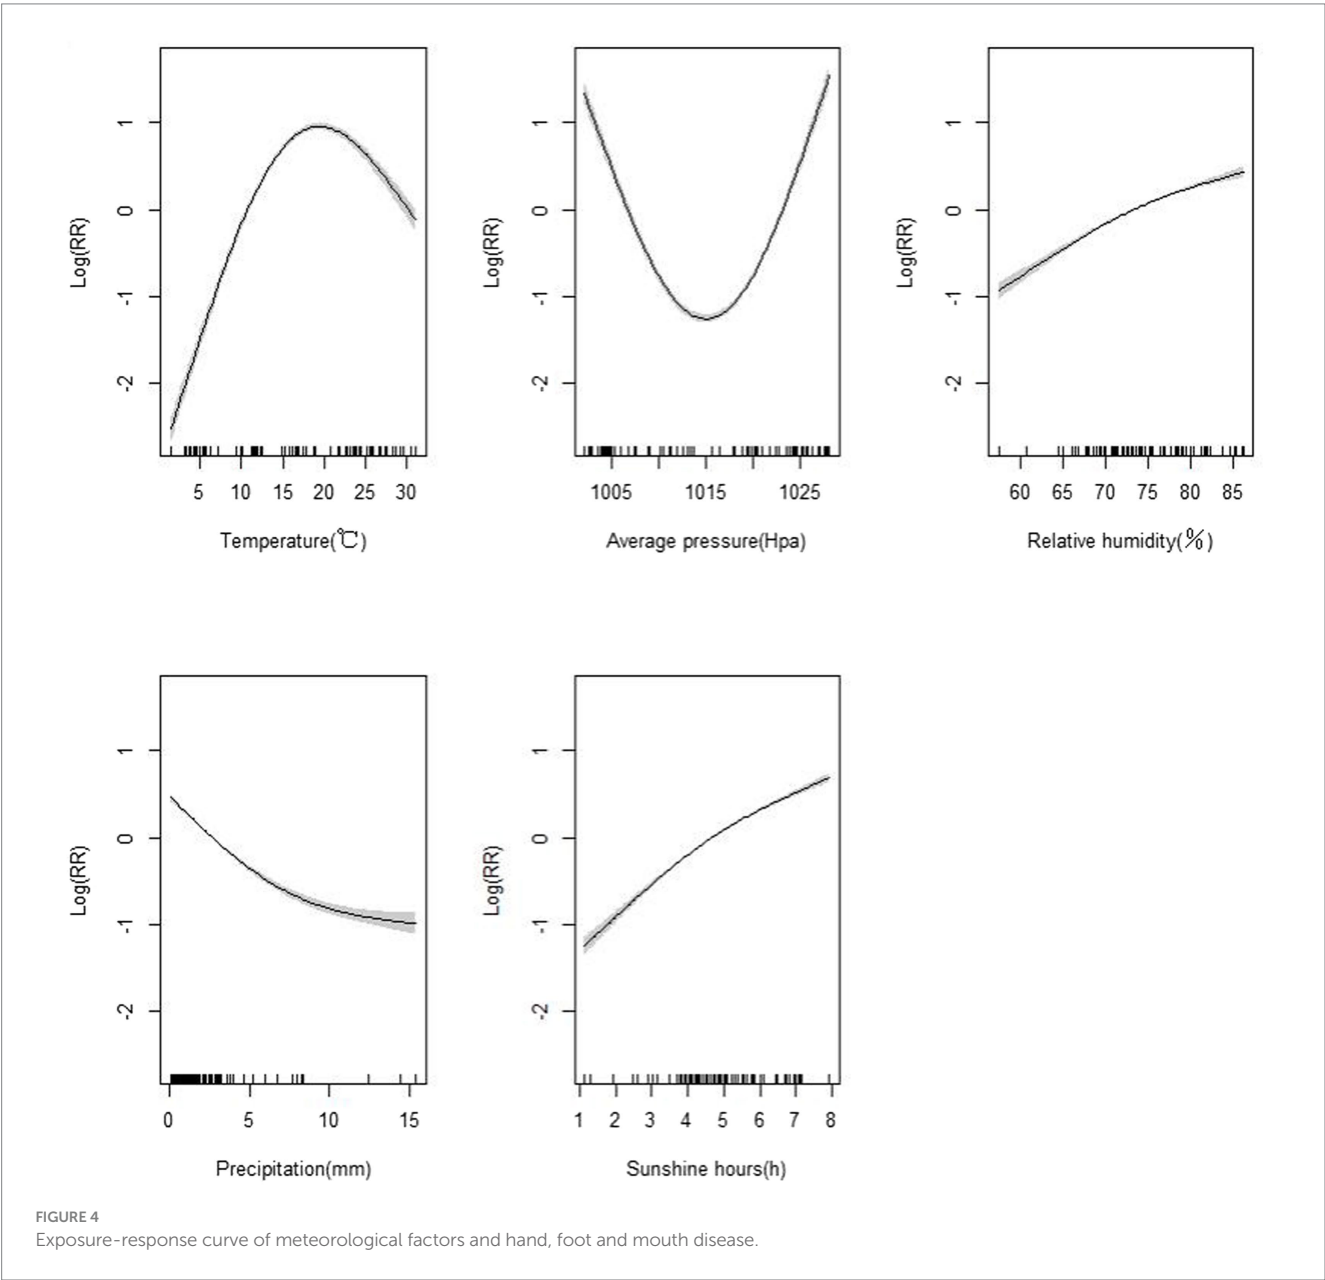 Log(RR)
1
0
-1
-2
5 10 15 20 25 30
Temperature(℃)
Log(RR)
1
0
-1
-2
1005 1015 1025
Average pressure(Hpa)
Log(RR)
1
0
-1
-2
60 65 70 75 80 85
Relative humidity(%)
Log(RR)
1
0
-1
-2
0 5 10 15
Precipitation(mm)
Log(RR)
1
0
-1
-2
1 2 3 4 5 6 7 8
Sunshine hours(h)
FIGURE 4
Exposure-response curve of meteorological factors and hand, foot and mouth disease.